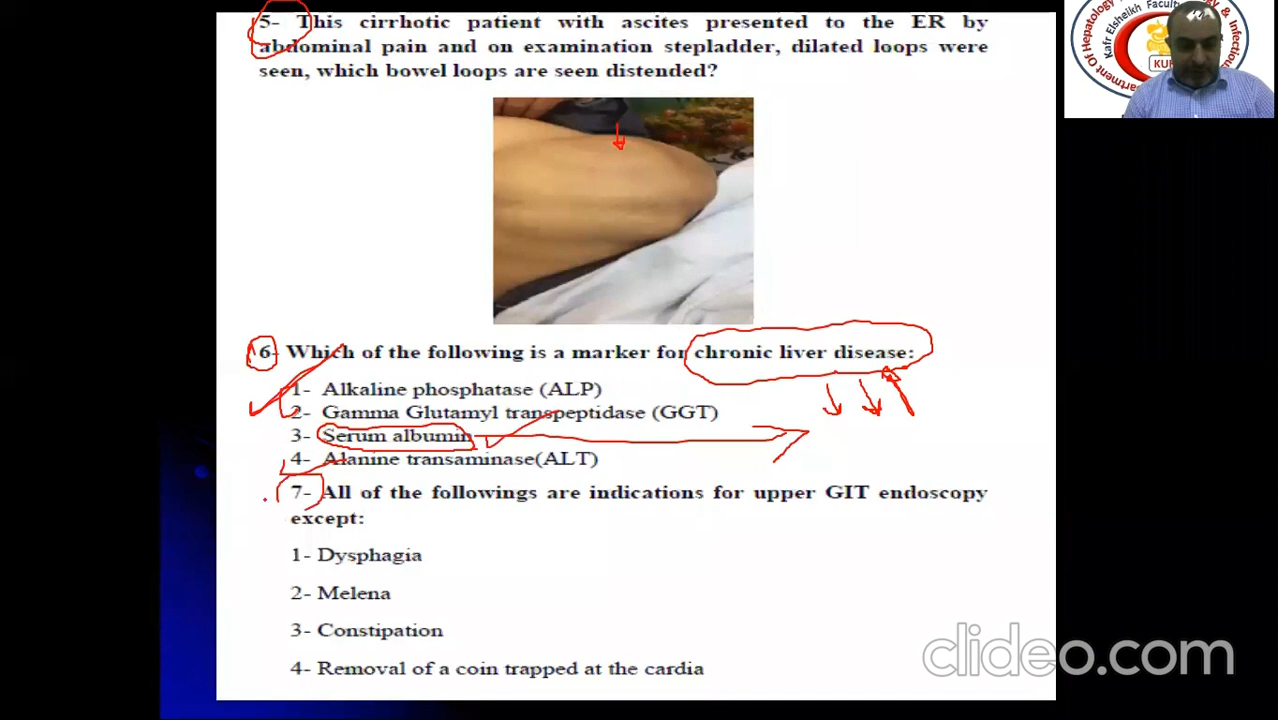 5- This cirrhotic patient with ascites presented to the ER by
abdominal pain and on examination stepladder, dilated loops were
seen, which bowel loops are seen distended?
6- Which of the following is a marker for chronic liver disease:
1- Alkaline phosphatase (ALP)
2- Gamma Glutamyl transpeptidase (GGT)
3- Serum albumin
4- Alanine transaminase(ALT)
7- All of the followings are indications for upper GIT endoscopy
except:
1- Dysphagia
2- Melena
3- Constipation
4- Removal of a coin trapped at the cardia
clideo.com